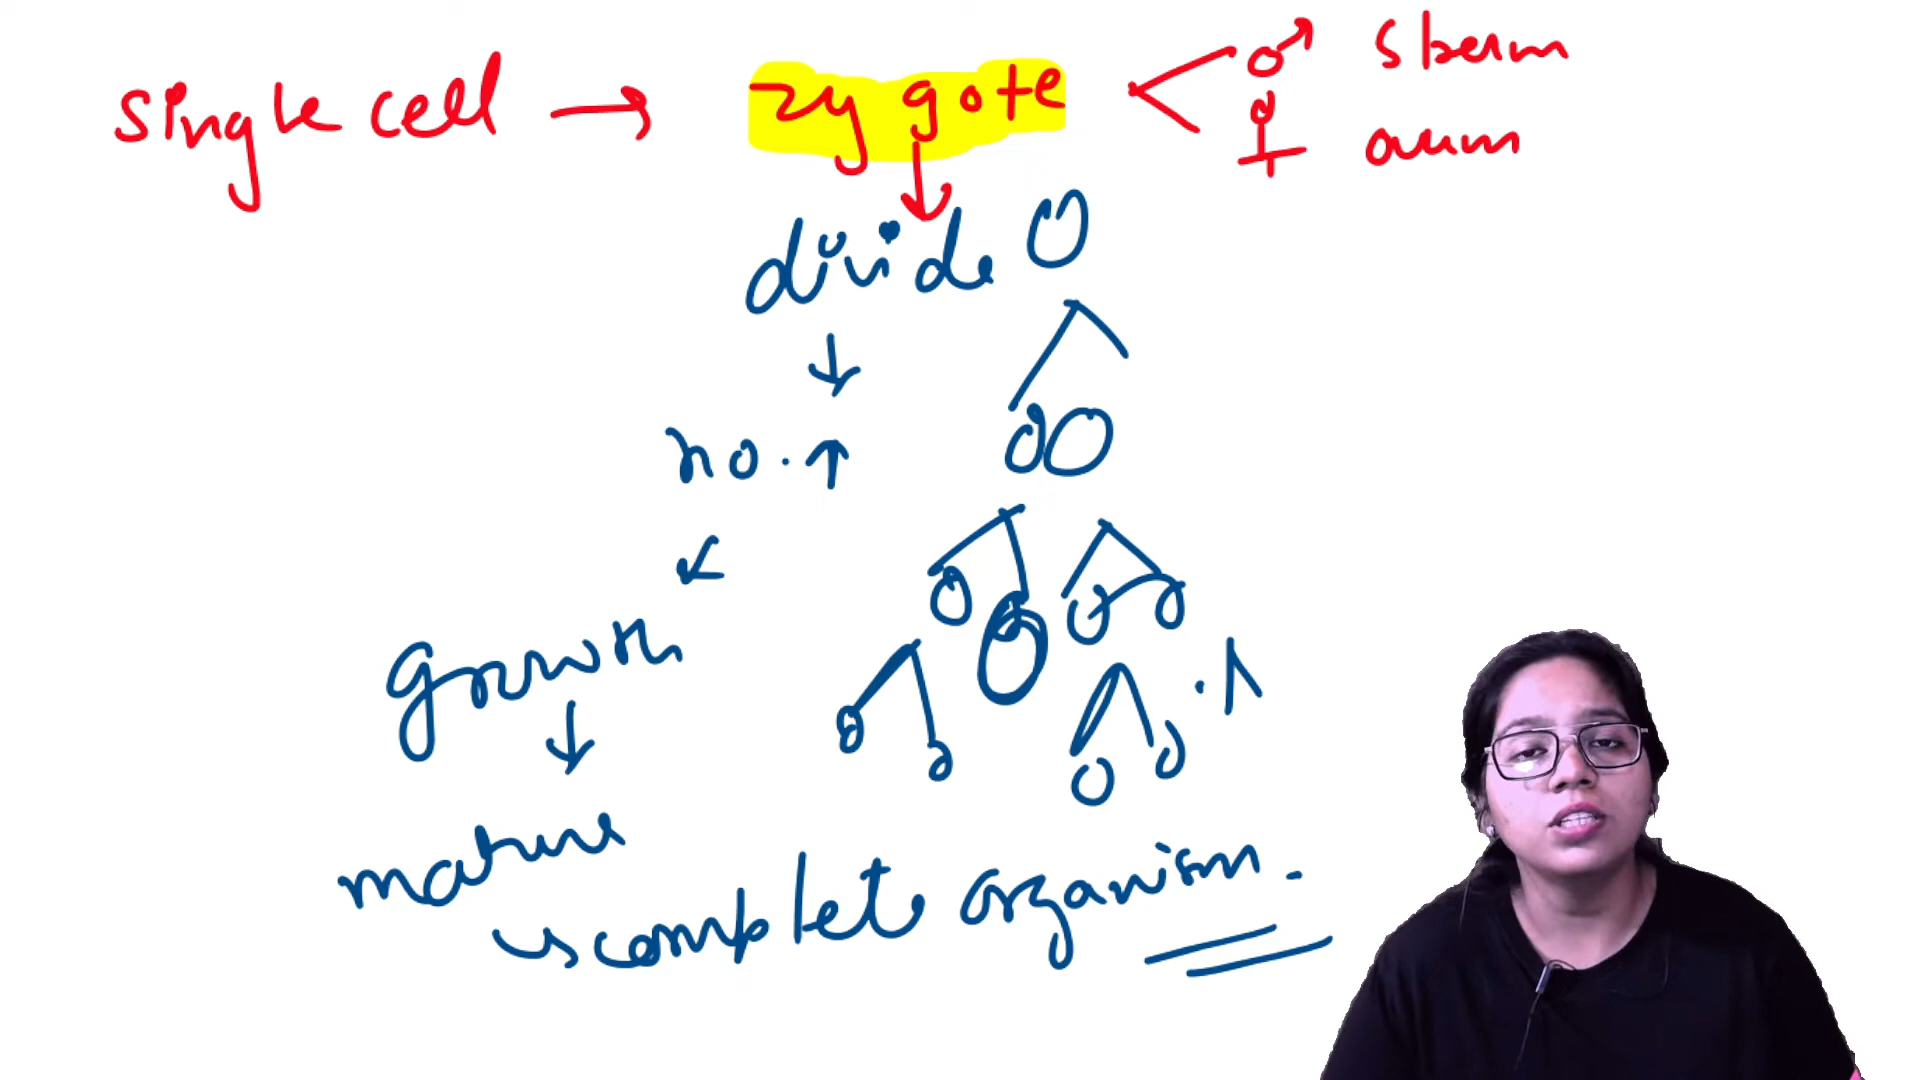 single cell → zygote ♂ sperm
♀ ovum
divide
↓
no. ↑
growth
↓
mature
↳ complete organism.